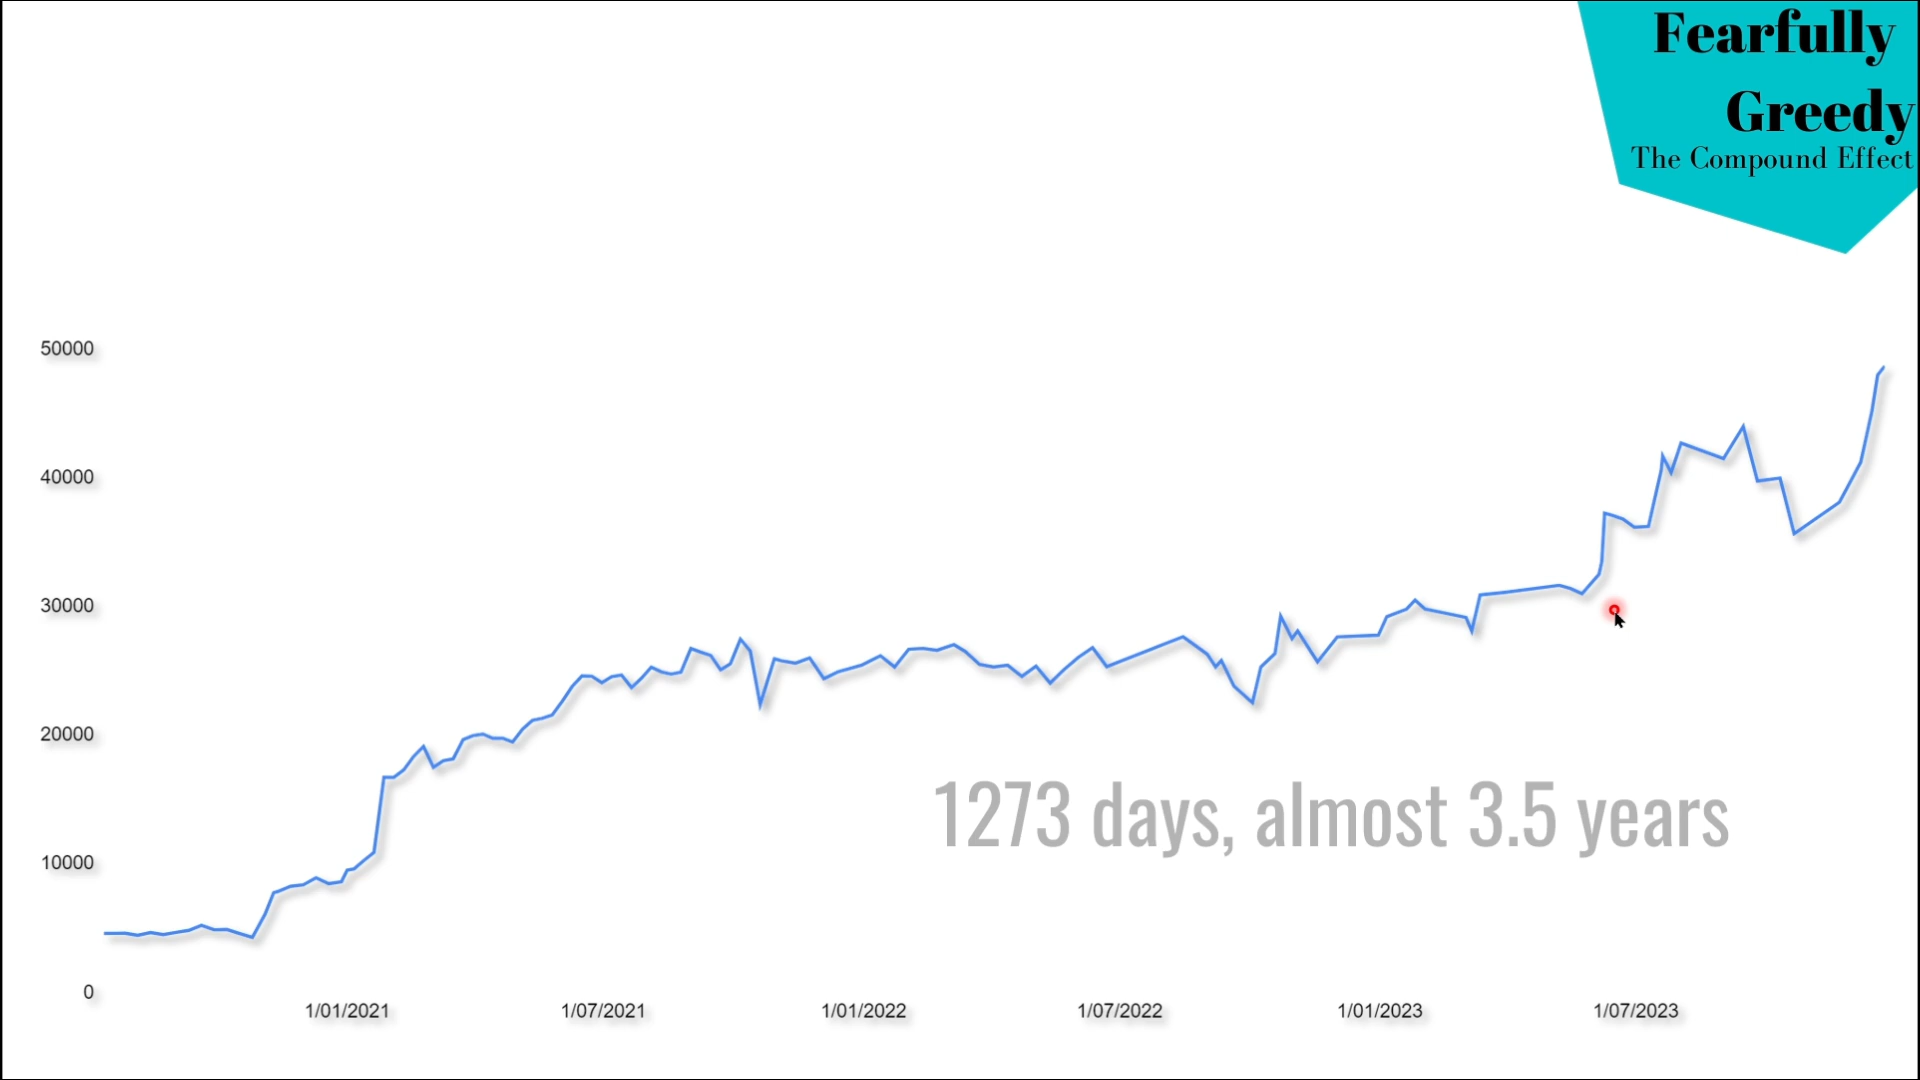 Fearfully
Greedy
The Compound Effect
50000
40000
30000
20000
10000
0
1273 days, almost 3.5 years
1/01/2021 1/07/2021 1/01/2022 1/07/2022 1/01/2023 1/07/2023